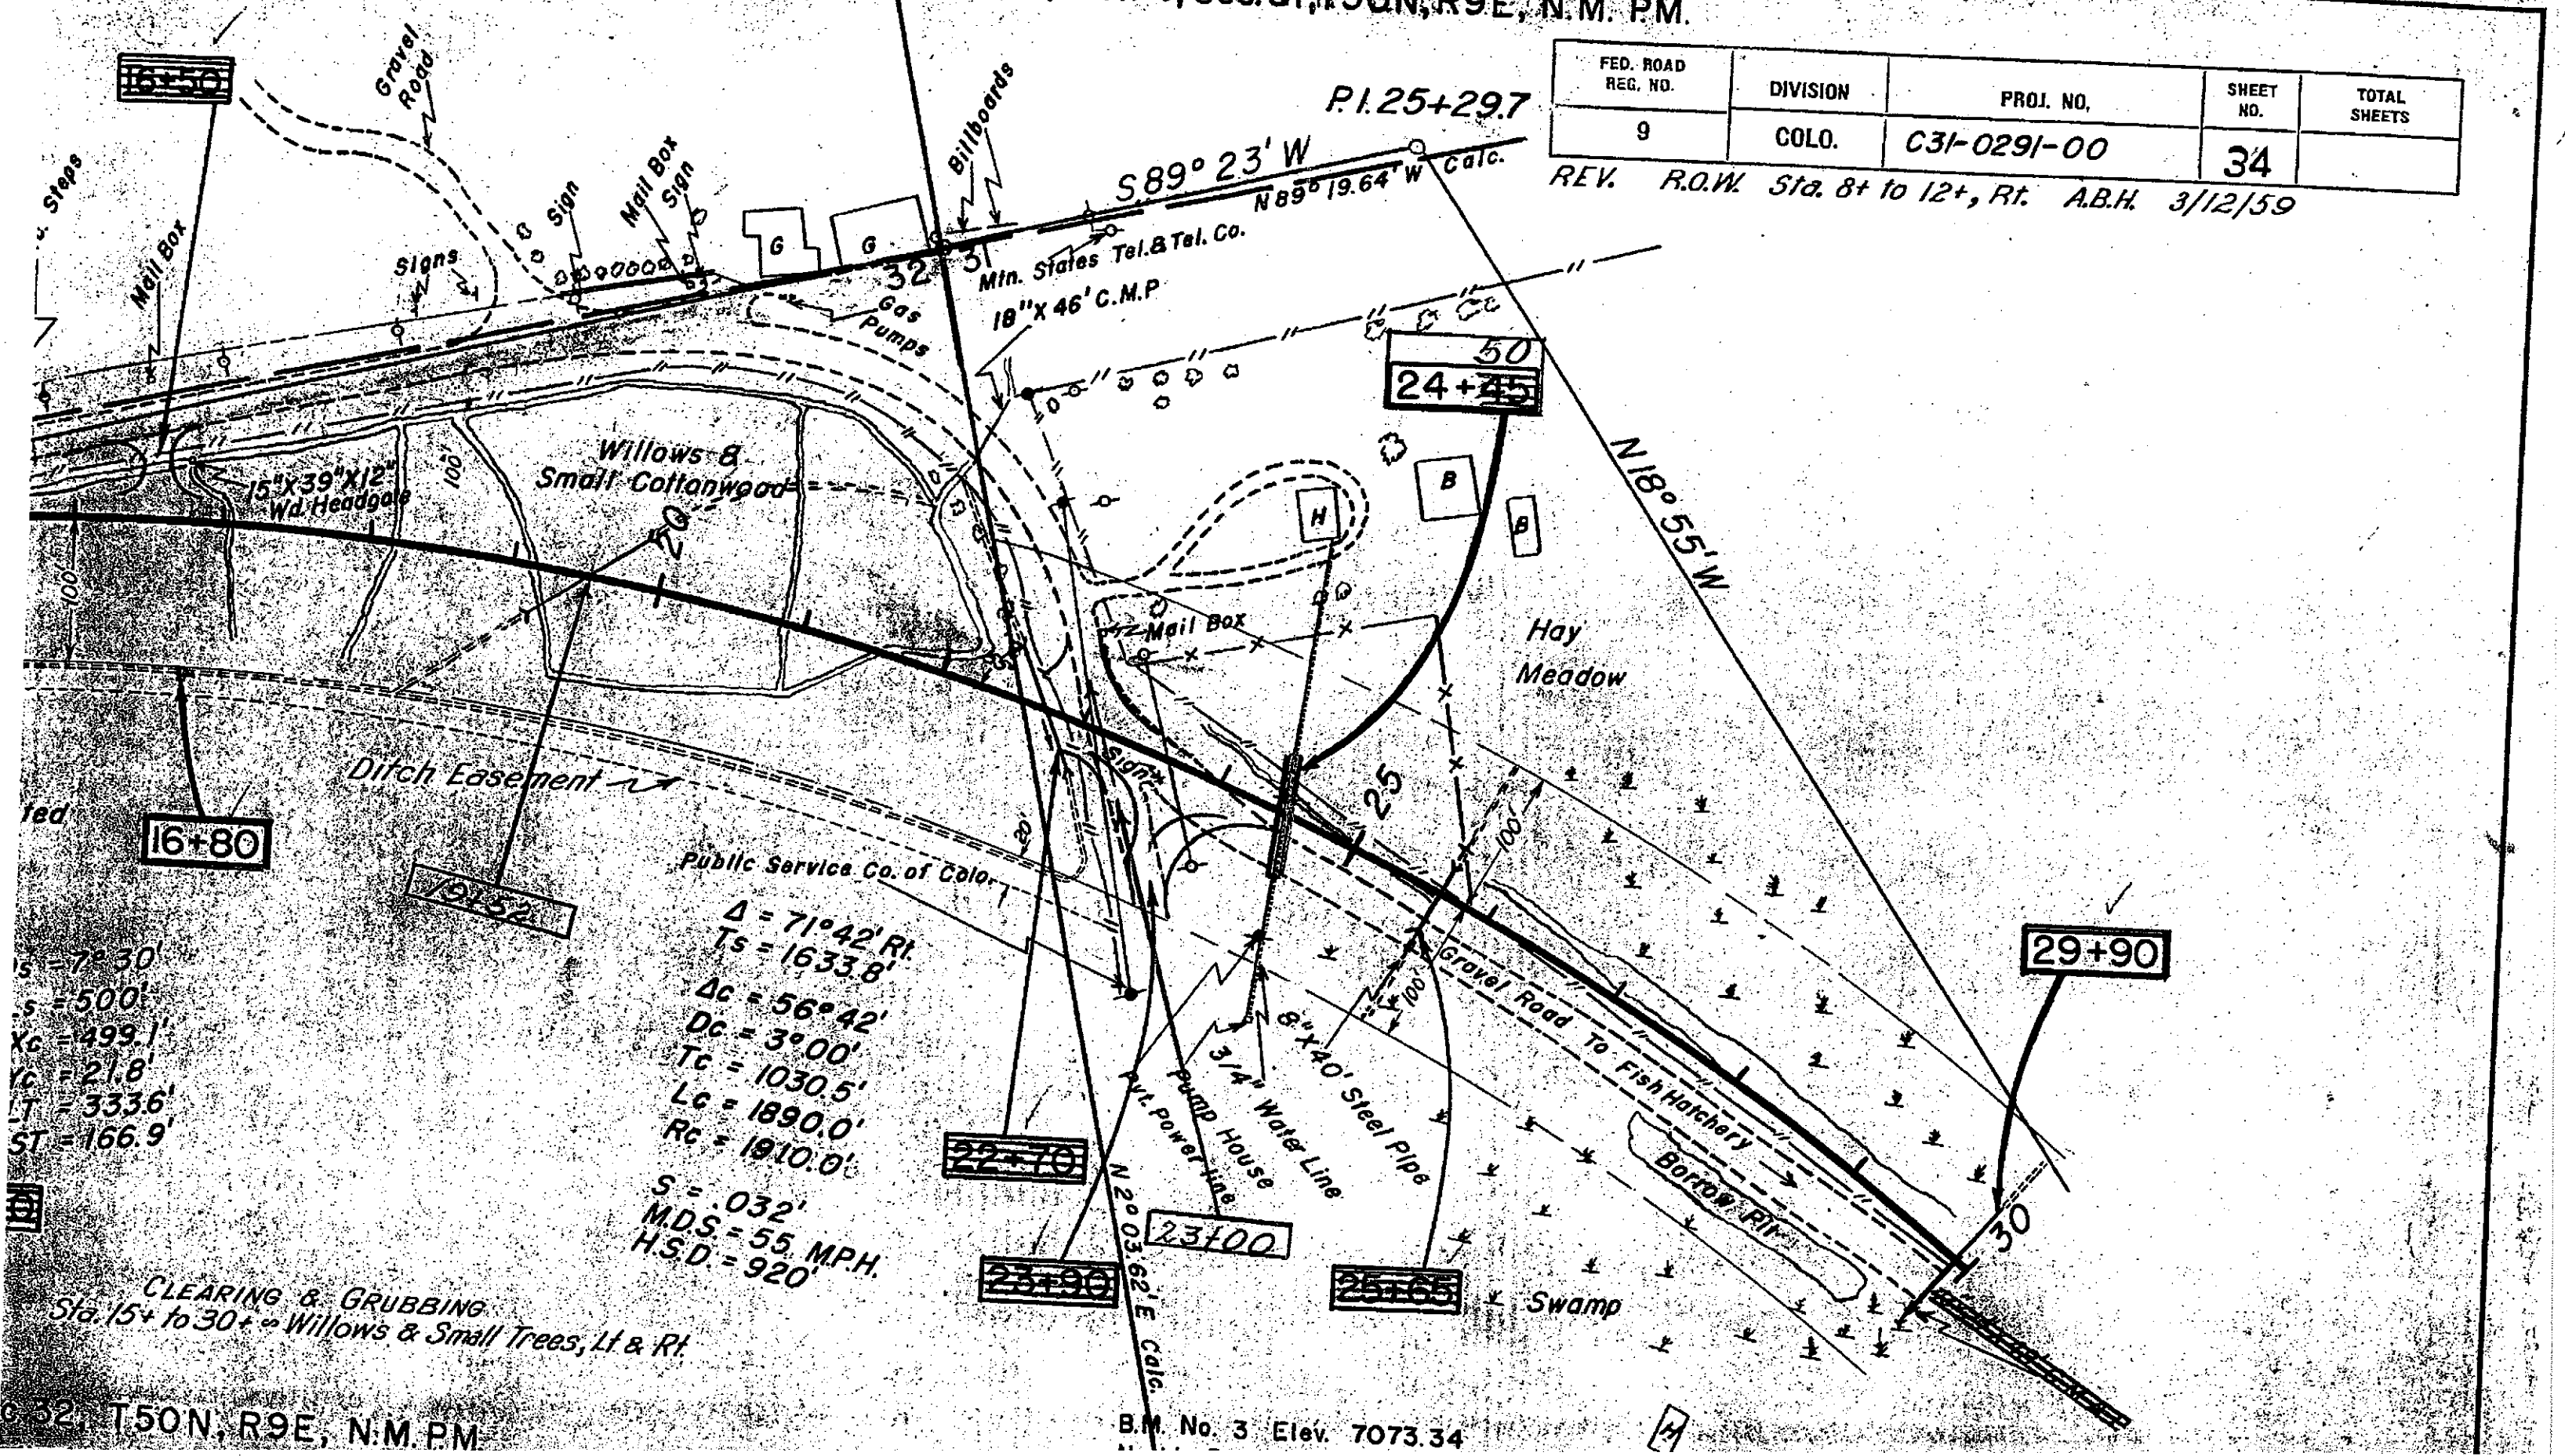 R9E, N.M. P.M.
FED. ROAD REG. NO.
DIVISION
PROJ. NO.
SHEET NO.
TOTAL SHEETS
9
COLO.
C31-0291-00
34
REV. R.O.W. Sta. 8+ to 12+, Rt. A.B.H. 3/12/59
16+50
Gravel
Road
Steps
Mail Box
Signs
Sign
Mail Box
Sign
G
G
Billboards
P.I. 25+29.7
S 89° 23' W
N 89° 19.64' W Calc.
32
31
Mtn. States Tel. & Tel. Co.
18" X 46' C.M.P.
Gas
Pumps
7
50
24+45
N 18° 55' W
Willows &
Small Cottonwood
15" X 39" X 12"
Wd. Headgate
100'
100'
20
H
B
B
Mail Box
Hay
Meadow
Sign
25
100'
100'
Ditch Easement
20'
Public Service Co. of Colo.
16+80
19+52
29+90
Δ = 71° 42' Rt.
Ts = 1633.8'
Δc = 56° 42'
Dc = 3° 00'
Tc = 1030.5'
Lc = 1890.0'
Rc = 1910.0'
S = .032'
M.D.S. = 55 M.P.H.
H.S.D. = 920'
s = 7° 30'
s = 500'
Xc = 499.1'
Yc = 21.8'
LT = 333.6'
ST = 166.9'
Gravel Road To Fish Hatchery
8" X 40' Steel Pipe
3/4" Water Line
Pump House
Pvt. Power Line
Borrow Pit
30
22+70
23+90
23+00
25+65
N 2° 03.62' E Calc.
Swamp
CLEARING & GRUBBING
Sta. 15+ to 30+ Willows & Small Trees, Lt & Rt.
32, T50N, R9E, N.M. P.M.
B.M. No. 3 Elev. 7073.34